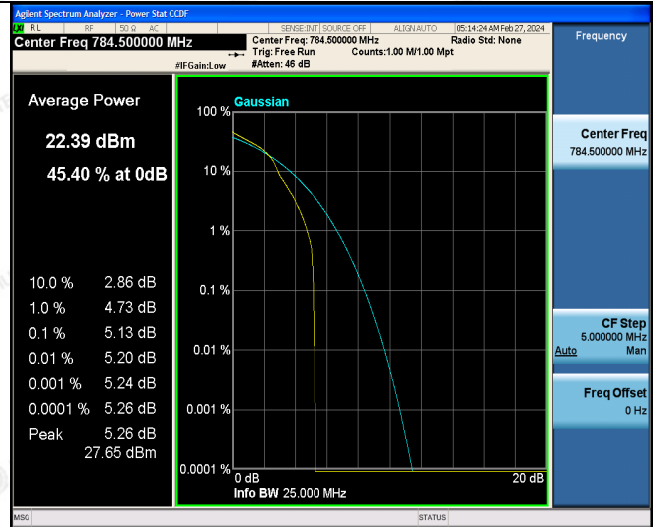 Agilent Spectrum Analyzer - Power Stat CCDF
LXI RL RF 50 Ω AC SENSE:INT SOURCE OFF ALIGN AUTO 05:14:24 AM Feb 27, 2024
Center Freq 784.500000 MHz
Center Freq: 784.500000 MHz Radio Std: None
Trig: Free Run Counts:1.00 M/1.00 Mpt
#IFGain:Low #Atten: 46 dB
Frequency
Average Power
22.39 dBm
45.40 % at 0dB
10.0 % 2.86 dB
1.0 % 4.73 dB
0.1 % 5.13 dB
0.01 % 5.20 dB
0.001 % 5.24 dB
0.0001 % 5.26 dB
Peak 5.26 dB
27.65 dBm
Gaussian
100 %
10 %
1 %
0.1 %
0.01 %
0.001 %
0.0001 %
0 dB 20 dB
Info BW 25.000 MHz
Center Freq
784.500000 MHz
CF Step
5.000000 MHz
Auto Man
Freq Offset
0 Hz
MSG STATUS